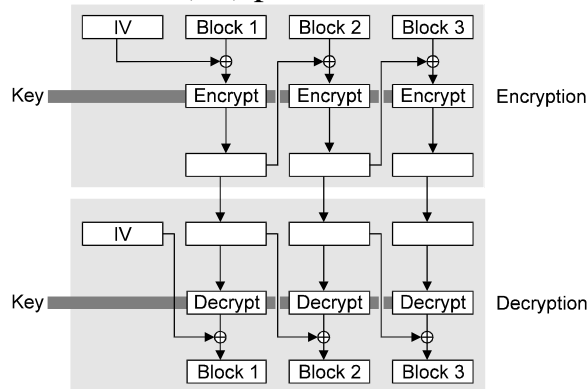 IV Block 1 Block 2 Block 3
Key Encrypt Encrypt Encrypt Encryption
IV
Key Decrypt Decrypt Decrypt Decryption
Block 1 Block 2 Block 3